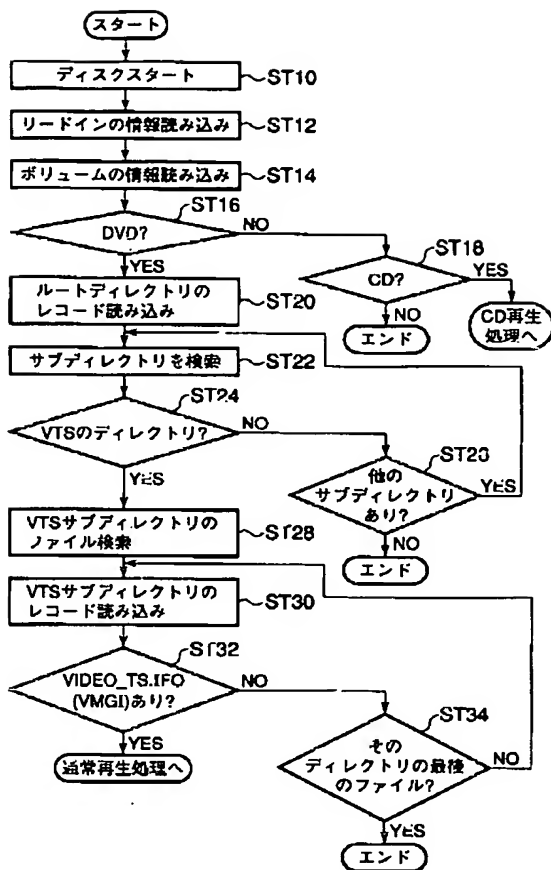 スタート
ディスクスタート
ST10
リードインの情報読み込み
ST12
ボリュームの情報読み込み
ST14
ST16
DVD?
NO
YES
ST18
CD?
YES
NO
エンド
CD再生
処理へ
ルートディレクトリの
レコード読み込み
ST20
サブディレクトリを検索
ST22
ST24
VTSのディレクトリ?
NO
YES
ST26
他の
サブディレクトリ
あり?
YES
NO
エンド
VTSサブディレクトリの
ファイル検索
ST28
VTSサブディレクトリの
レコード読み込み
ST30
ST32
VIDEO_TS.IFO
(VMGI)あり?
NO
YES
通常再生処理へ
ST34
その
ディレクトリの最後
のファイル?
NO
YES
エンド